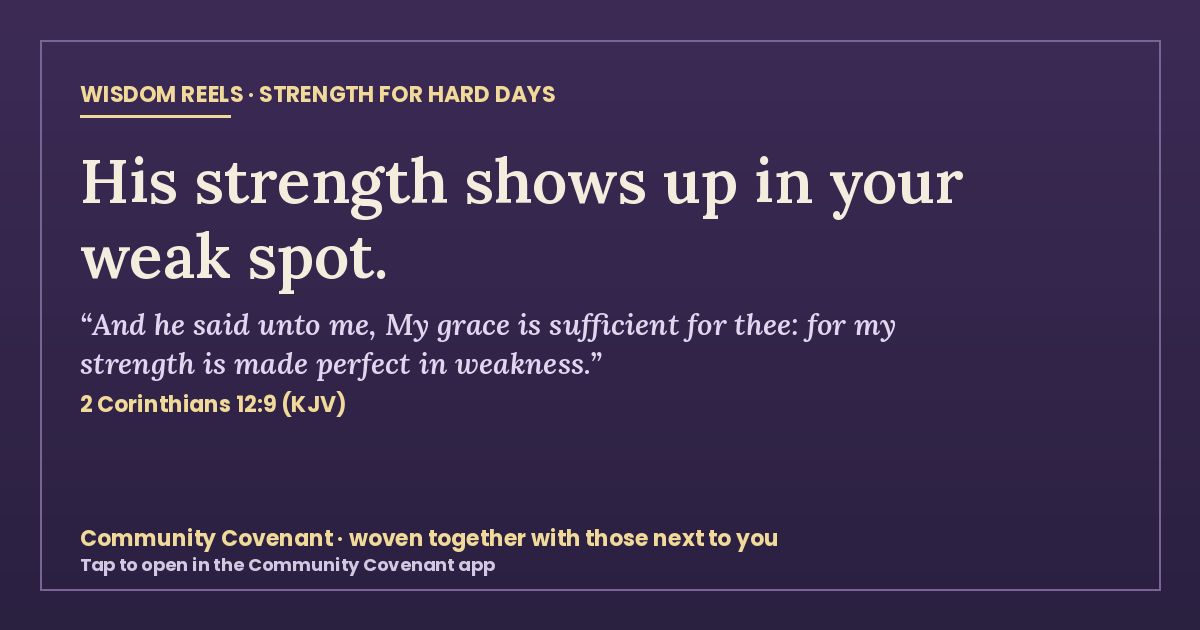 WISDOM REELS · STRENGTH FOR HARD DAYS
His strength shows up in your
weak spot.
“And he said unto me, My grace is sufficient for thee: for my
strength is made perfect in weakness.”
2 Corinthians 12:9 (KJV)
Community Covenant · woven together with those next to you
Tap to open in the Community Covenant app